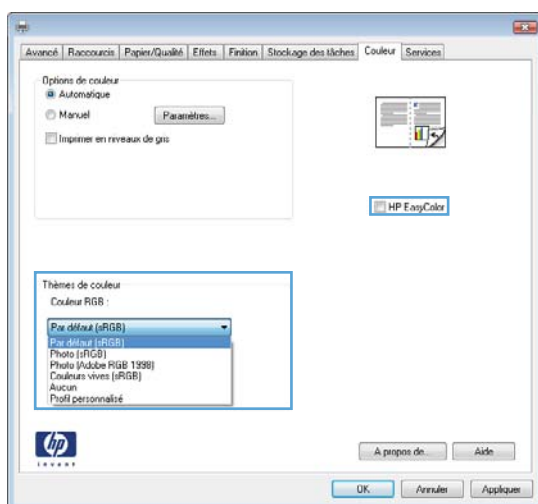 Avancé Raccourcis Papier/Qualité Effets Finition Stockage des tâches Couleur Services
Options de couleur
Automatique
Manuel
Paramètres...
Imprimer en niveaux de gris
HP EasyColor
Thèmes de couleur
Couleur RGB :
Par défaut (sRGB)
Par défaut (sRGB)
Photo (sRGB)
Photo (Adobe RGB 1998)
Couleurs vives (sRGB)
Aucun
Profil personnalisé
hp
invent
A propos de... Aide
OK Annuler Appliquer